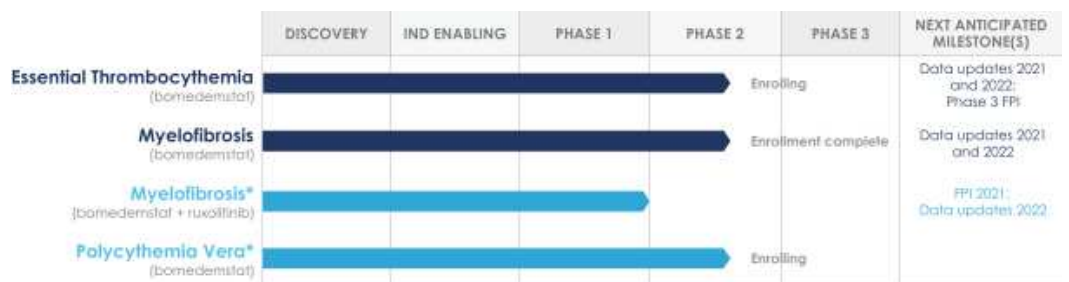 DISCOVERY
IND ENABLING
PHASE 1
PHASE 2
PHASE 3
NEXT ANTICIPATED
MILESTONE(S)
Essential Thrombocythemia
(bomedemstat)
Enrolling
Data updates 2021
and 2022;
Phase 3 FPI
Myelofibrosis
(bomedemstat)
Enrollment complete
Data updates 2021
and 2022
Myelofibrosis*
(bomedemstat + ruxolitinib)
FPI 2021;
Data updates 2022
Polycythemia Vera*
(bomedemstat)
Enrolling